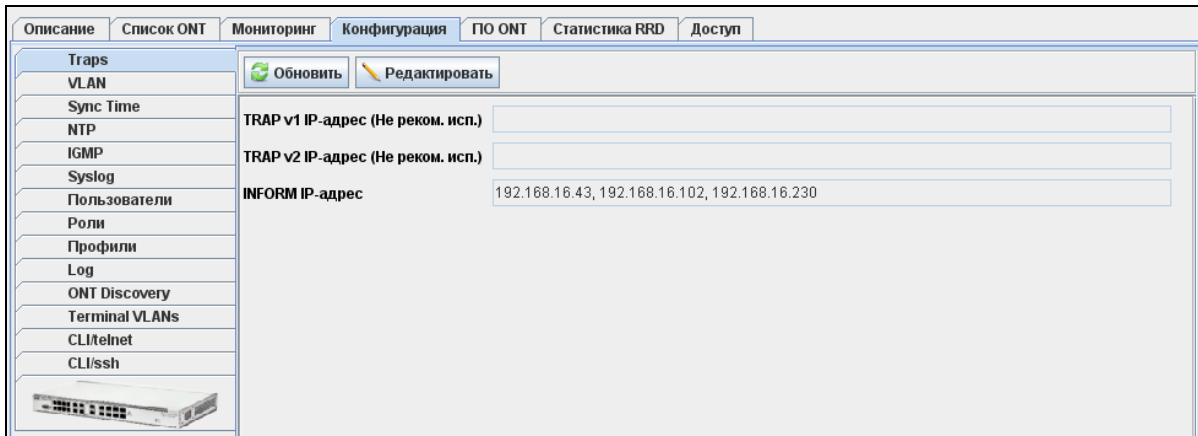 Описание Список ONT Мониторинг Конфигурация ПО ONT Статистика RRD Доступ
Traps
VLAN
Sync Time
NTP
IGMP
Syslog
Пользователи
Роли
Профили
Log
ONT Discovery
Terminal VLANs
CLI/telnet
CLI/ssh
Обновить Редактировать
TRAP v1 IP-адрес (Не реком. исп.)
TRAP v2 IP-адрес (Не реком. исп.)
INFORM IP-адрес 192.168.16.43, 192.168.16.102, 192.168.16.230